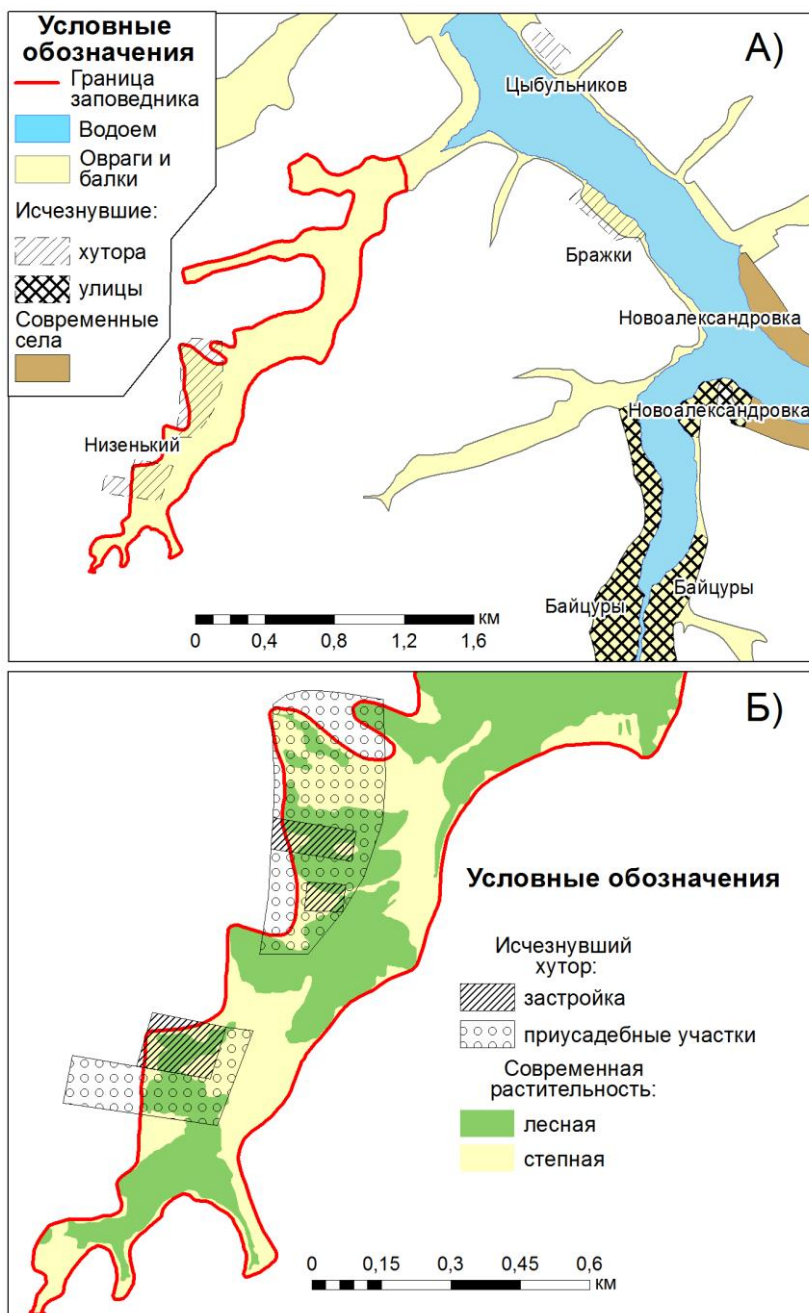 Условные
обозначения
Граница
заповедника
Водоем
Овраги и
балки
Исчезнувшие:
хутора
улицы
Современные
села
А)
Цыбульников
Бражки
Новоалександровка
Новоалександровка
Низенький
Байцуры
Байцуры
км
0 0,4 0,8 1,2 1,6
Б)
Условные обозначения
Исчезнувший
хутор:
застройка
приусадебные участки
Современная
растительность:
лесная
степная
0 0,15 0,3 0,45 0,6
км